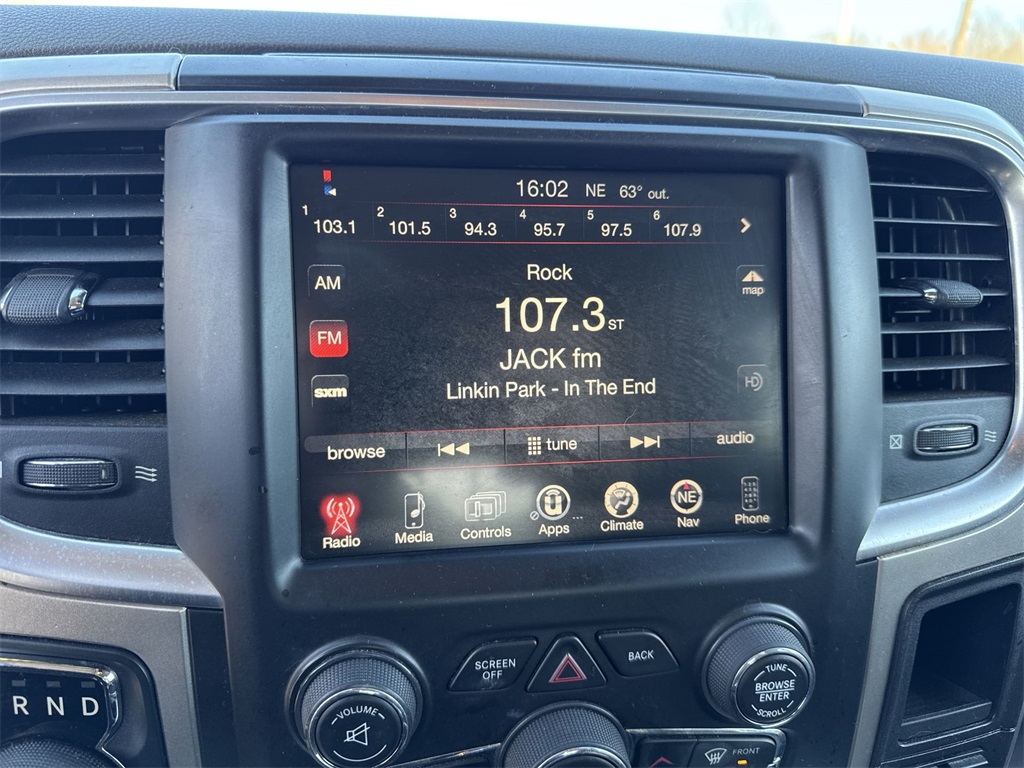 16:02 NE 63° out.
1 103.1 2 101.5 3 94.3 4 95.7 5 97.5 6 107.9
AM
Rock
map
107.3 ST
FM
JACK fm
sxm
Linkin Park - In The End
HD
browse tune audio
Radio Media Controls Apps Climate NE Nav Phone
SCREEN
OFF
BACK
VOLUME
TUNE
BROWSE
ENTER
SCROLL
R N D
FRONT